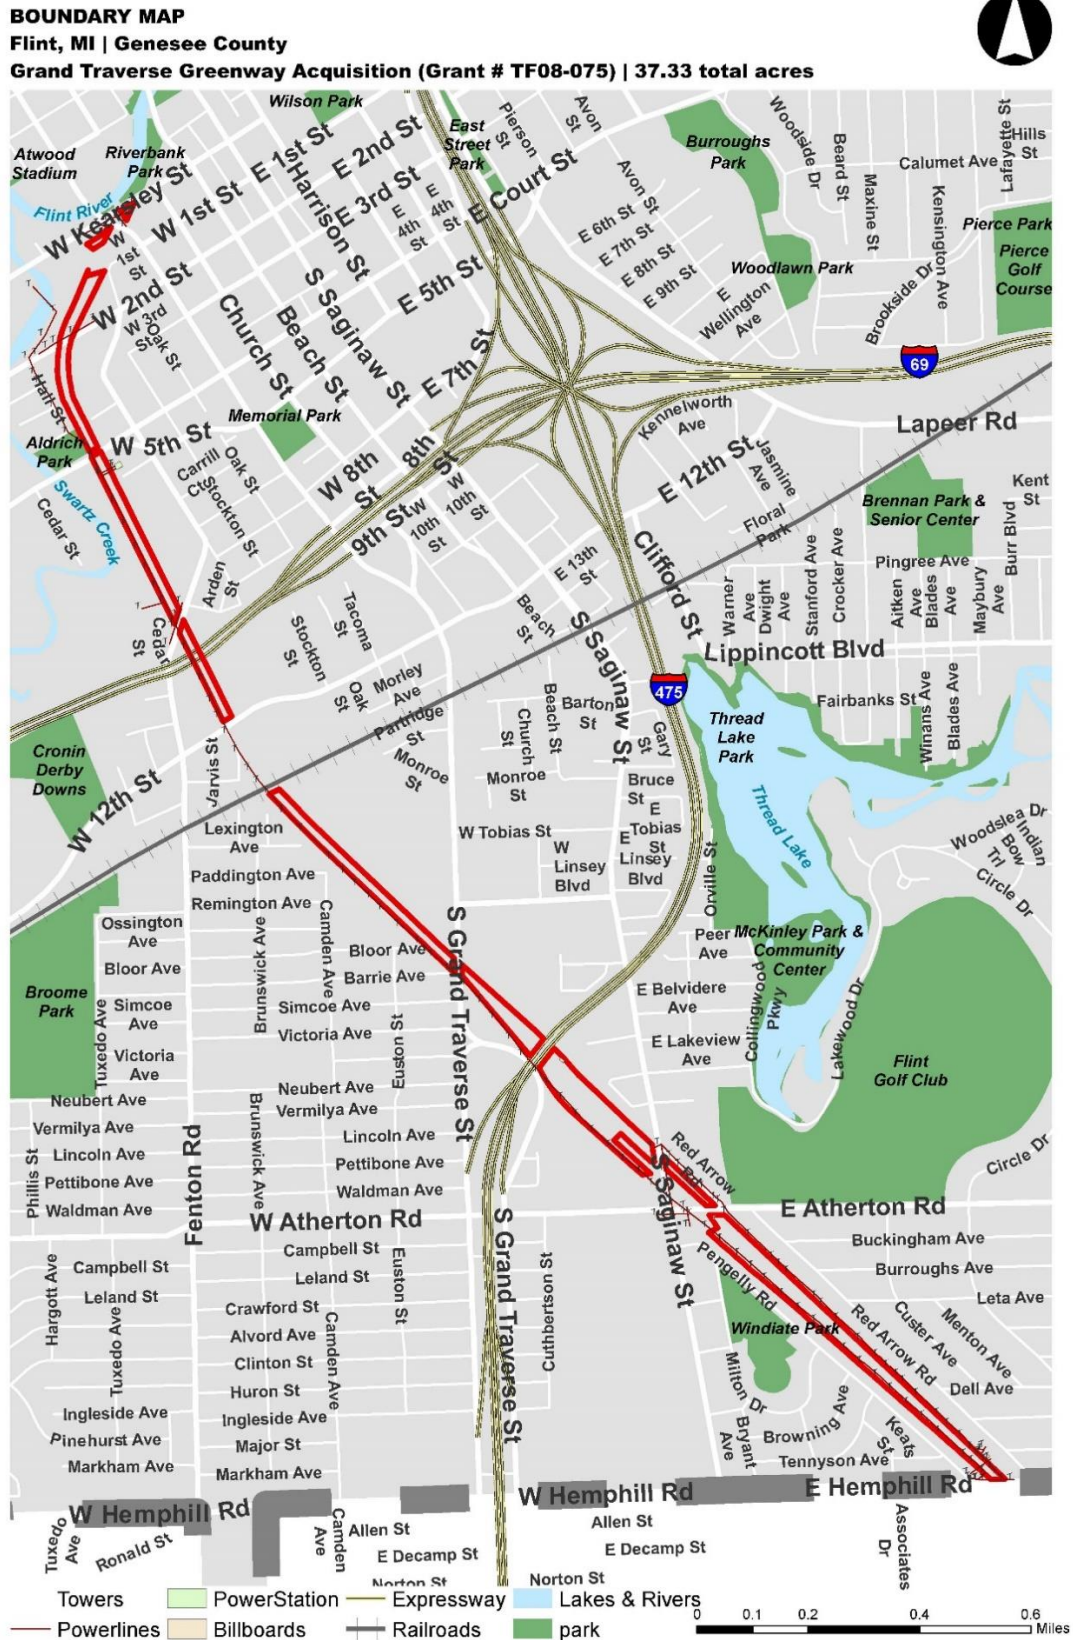 BOUNDARY MAP
Flint, MI | Genesee County
Grand Traverse Greenway Acquisition (Grant # TF08-075) | 37.33 total acres
Wilson Park
Atwood
Stadium
Riverbank
Park
East
Street
Park
Pierson
St
Avon
St
Burroughs
Park
Woodside Dr
Beard St
Maxine St
Calumet Ave
Lafayette St
Hills
St
Kensington Ave
Pierce Park
Pierce
Golf
Course
Flint River
W Kearsley St
W 1st St
E 1st St
E 2nd St
E 3rd St
Harrison St
E
4th
St
E
4th
St
E Court St
Avon St
E 6th St
E 7th St
E 8th St
E 9th St
Woodlawn Park
E
Wellington
Ave
Brookside Dr
W
1st
St
W 2nd St
W 3rd
St
Oak St
Church St
Beach St
S Saginaw St
E 5th St
E 7th St
69
Hall St
Memorial Park
Kennelworth
Ave
Lapeer Rd
Aldrich
Park
W 5th St
Carrill
Cto
Oak St
Stockton St
W 8th
St
8th
St
9th St
W
10th
St
W
10th
St
E 12th St
Jasmine
Ave
Floral
Park
Brennan Park &
Senior Center
Kent
St
Burr Blvd
Swartz Creek
Cedar St
Arden
St
E 13th
St
Clifford St
Pingree Ave
Warner
Ave
Dwight
Ave
Stanford Ave
Crocker Ave
Aitken
Ave
Blades
Ave
Maybury
Ave
Cedar
St
Stockton
St
Tacoma
St
Beach
St
S Saginaw St
Lippincott Blvd
475
Oak
St
Morley
Ave
Partridge
St
Monroe
St
Church
St
Beach St
Barton
St
Gary
St
Fairbanks St
Winans Ave
Blades Ave
Thread
Lake
Park
Cronin
Derby
Downs
Jarvis St
W 12th St
Monroe
St
Bruce
St
Lexington
Ave
W Tobias St
E
Tobias
St
W
Linsey
Blvd
E
Linsey
Blvd
Orville St
Thread Lake
Woodslea Dr
Indian
Bow
Trl
Circle Dr
Paddington Ave
Remington Ave
Ossington
Ave
Bloor Ave
Brunswick Ave
Camden Ave
Bloor Ave
Barrie Ave
S Grand Traverse St
Peer
Ave
McKinley Park &
Community
Center
Broome
Park
Simcoe
Ave
Tuxedo Ave
Simcoe Ave
Victoria Ave
Victoria
Ave
Euston St
E Belvidere
Ave
E Lakeview
Ave
Collingwood
Pkwy
Lakewood Dr
Flint
Golf Club
Neubert Ave
Vermilya Ave
Lincoln Ave
Pettibone Ave
Waldman Ave
Phillis St
Fenton Rd
Brunswick Ave
Neubert Ave
Vermilya Ave
Lincoln Ave
Pettibone Ave
Waldman Ave
Red Arrow
Rd
Circle Dr
W Atherton Rd
S Saginaw St
E Atherton Rd
Hargott Ave
Campbell St
Leland St
Tuxedo Ave
Campbell St
Leland St
Euston St
Crawford St
Alvord Ave
Clinton St
Huron St
Camden Ave
S Grand Traverse St
Cuthbertson St
Pengelly Rd
Buckingham Ave
Burroughs Ave
Leta Ave
Windiate Park
Red Arrow Rd
Custer Ave
Menton Ave
Dell Ave
Ingleside Ave
Pinehurst Ave
Markham Ave
Ingleside Ave
Major St
Markham Ave
Milton Dr
Bryant
Ave
Browning Ave
Keats
St
Tennyson Ave
W Hemphill Rd
W Hemphill Rd
E Hemphill Rd
Tuxedo
Ave
Ronald St
Camden
Ave
Allen St
E Decamp St
Norton St
Allen St
E Decamp St
Norton St
Associates
Dr
Towers
PowerStation
Expressway
Lakes & Rivers
Powerlines
Billboards
Railroads
park
0 0.1 0.2 0.4 0.6
Miles